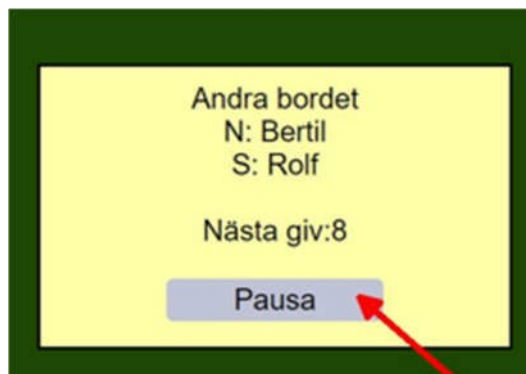 Andra bordet
N: Bertil
S: Rolf
Nästa giv:8
Pausa